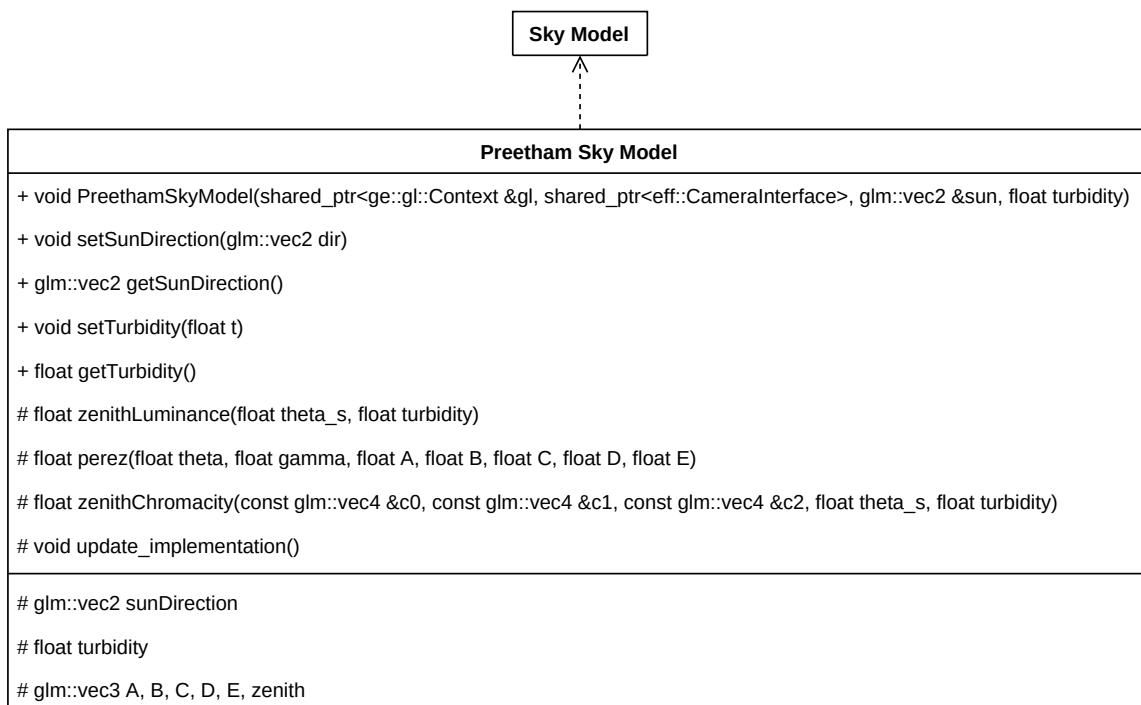 Sky Model
Preetham Sky Model
+ void PreethamSkyModel(shared_ptr<ge::gl::Context &gl, shared_ptr<eff::CameraInterface>, glm::vec2 &sun, float turbidity)
+ void setSunDirection(glm::vec2 dir)
+ glm::vec2 getSunDirection()
+ void setTurbidity(float t)
+ float getTurbidity()
# float zenithLuminance(float theta_s, float turbidity)
# float perez(float theta, float gamma, float A, float B, float C, float D, float E)
# float zenithChromacity(const glm::vec4 &c0, const glm::vec4 &c1, const glm::vec4 &c2, float theta_s, float turbidity)
# void update_implementation()
# glm::vec2 sunDirection
# float turbidity
# glm::vec3 A, B, C, D, E, zenith